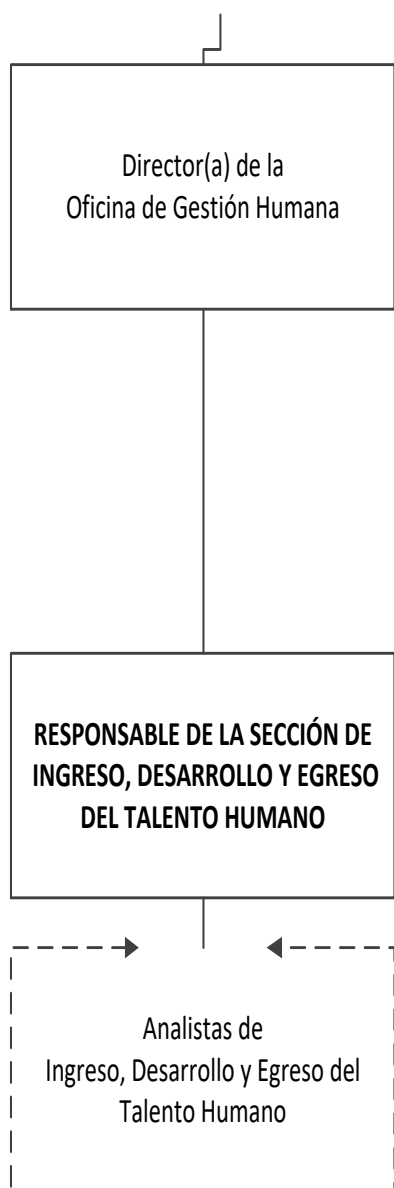 Director(a) de la
Oficina de Gestión Humana
RESPONSABLE DE LA SECCIÓN DE
INGRESO, DESARROLLO Y EGRESO
DEL TALENTO HUMANO
Analistas de
Ingreso, Desarrollo y Egreso del
Talento Humano